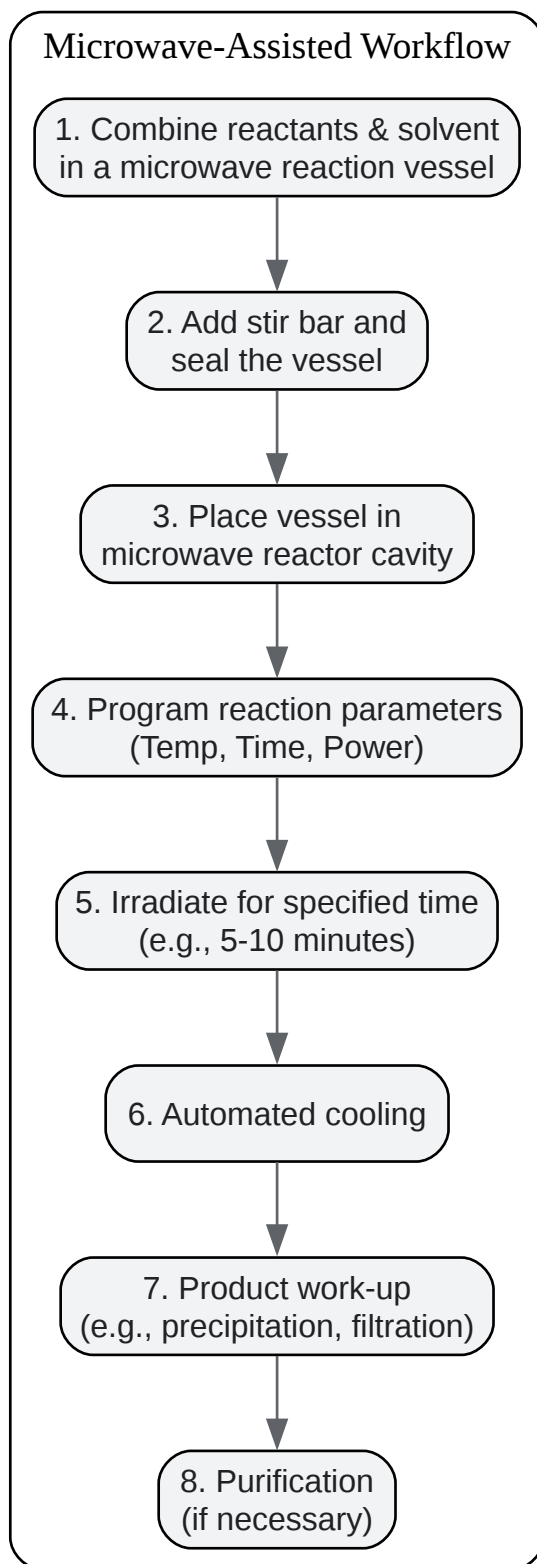 Microwave-Assisted Workflow
1. Combine reactants & solvent
in a microwave reaction vessel
2. Add stir bar and
seal the vessel
3. Place vessel in
microwave reactor cavity
4. Program reaction parameters
(Temp, Time, Power)
5. Irradiate for specified time
(e.g., 5-10 minutes)
6. Automated cooling
7. Product work-up
(e.g., precipitation, filtration)
8. Purification
(if necessary)